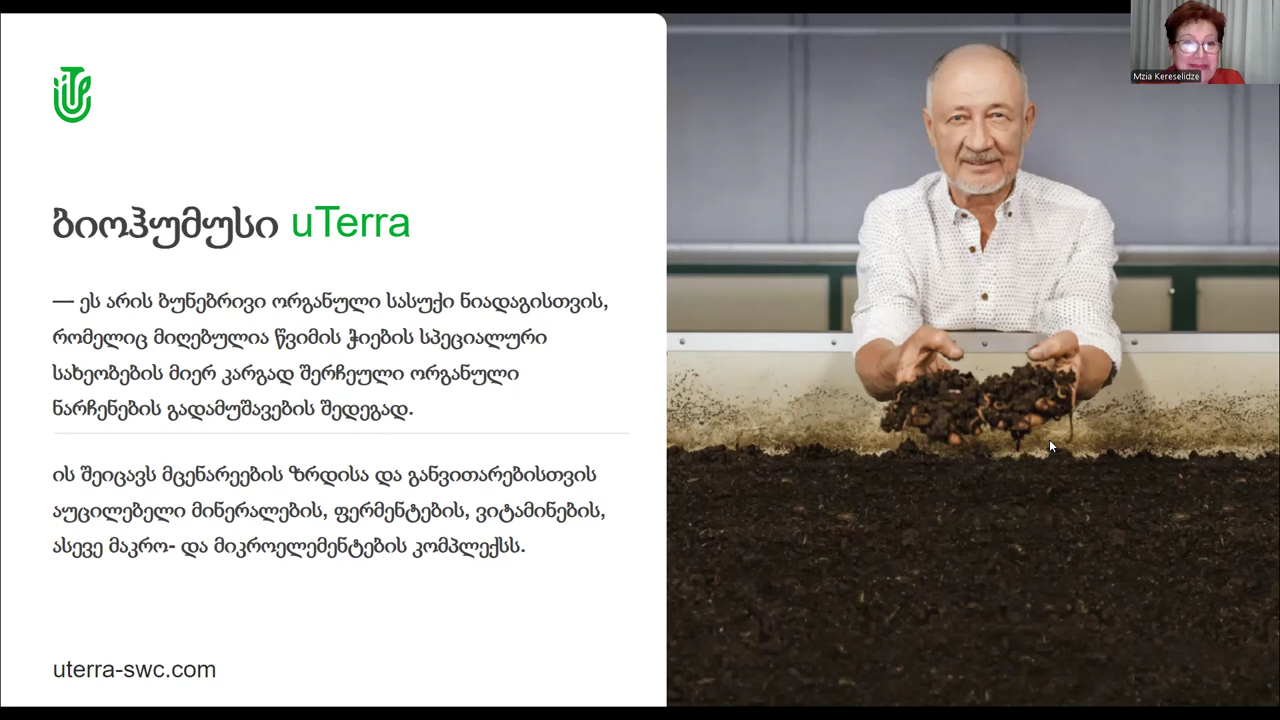 ბიოჰუმუსი uTerra
— ეს არის ბუნებრივი ორგანული სასუქი ნიადაგისთვის,
რომელიც მიღებულია წვიმის ჭიების სპეციალური
სახეობების მიერ კარგად შერჩეული ორგანული
ნარჩენების გადამუშავების შედეგად.
ის შეიცავს მცენარეების ზრდისა და განვითარებისთვის
აუცილებელი მინერალების, ფერმენტების, ვიტამინების,
ასევე მაკრო- და მიკროელემენტების კომპლექსს.
uterra-swc.com
Mzia Kereselidze